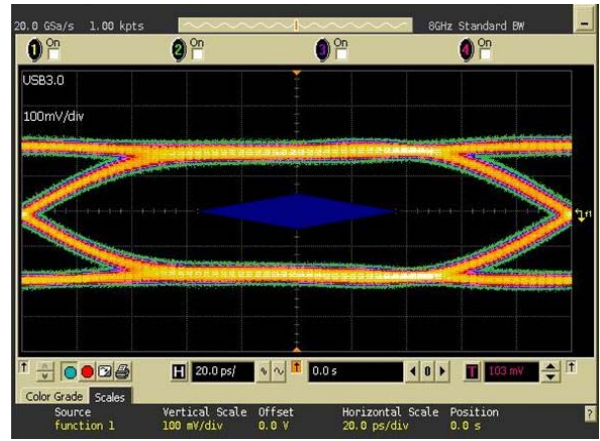 20.0 GSa/s 1.00 kpts 8GHz Standard BW
1 On 2 On 3 On 4 On
USB3.0
100mV/div
f1
H 20.0 ps/ 0.0 s 0 T 103 mV
Color Grade Scales
Source Vertical Scale Offset Horizontal Scale Position
function 1 100 mV/div 0.0 V 20.0 ps/div 0.0 s
?